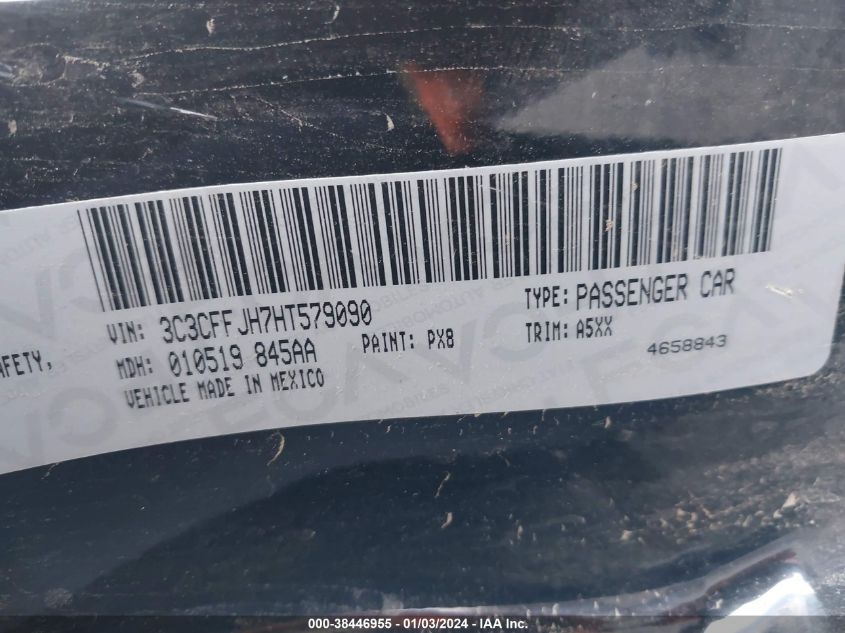 VIN: 3C3CFFJH7HT579090
TYPE: PASSENGER CAR
AFETY,
MDH: 010519 845AA
PAINT: PX8
TRIM: A5XX
VEHICLE MADE IN MEXICO
4658843
000-38446955 - 01/03/2024 - IAA Inc.